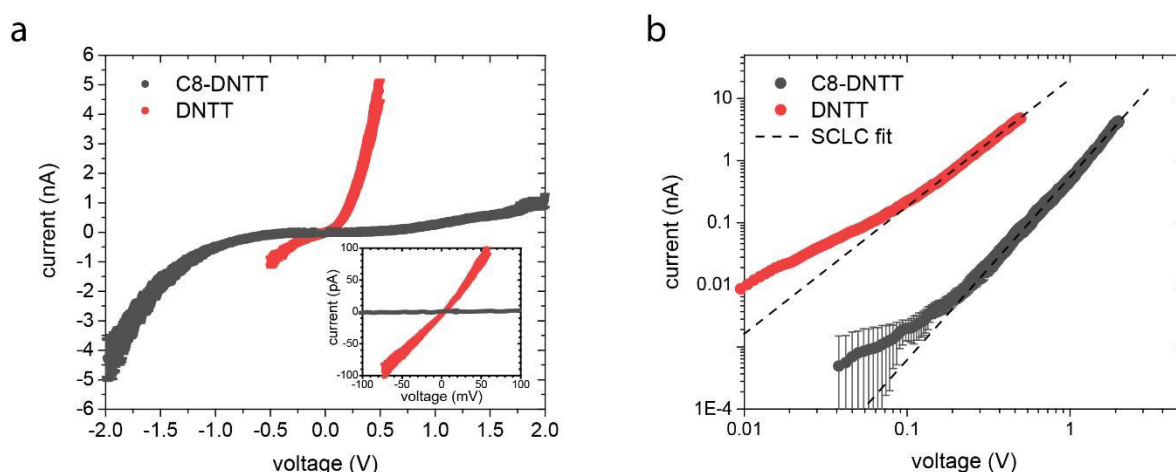 a
6
5
4
3
2
1
0
-1
-2
-3
-4
-5
-6
C8-DNTT
DNTT
current (nA)
-2.0 -1.5 -1.0 -0.5 0.0 0.5 1.0 1.5 2.0
voltage (V)
100
50
0
-50
-100
current (pA)
-100 -50 0 50 100
voltage (mV)
b
10
1
0.1
0.01
1E-4
C8-DNTT
DNTT
SCLC fit
current (nA)
0.01 0.1 1
voltage (V)